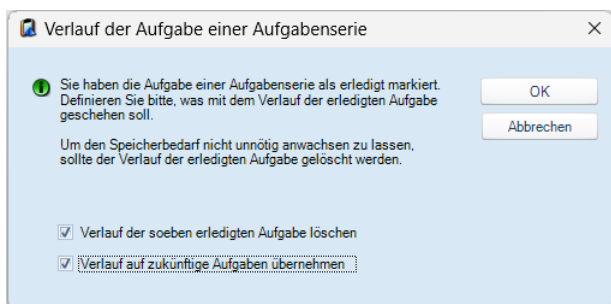 Verlauf der Aufgabe einer Aufgabenserie
Sie haben die Aufgabe einer Aufgabenserie als erledigt markiert.
Definieren Sie bitte, was mit dem Verlauf der erledigten Aufgabe
geschehen soll.
Um den Speicherbedarf nicht unnötig anwachsen zu lassen,
sollte der Verlauf der erledigten Aufgabe gelöscht werden.
OK
Abbrechen
Verlauf der soeben erledigten Aufgabe löschen
Verlauf auf zukünftige Aufgaben übernehmen